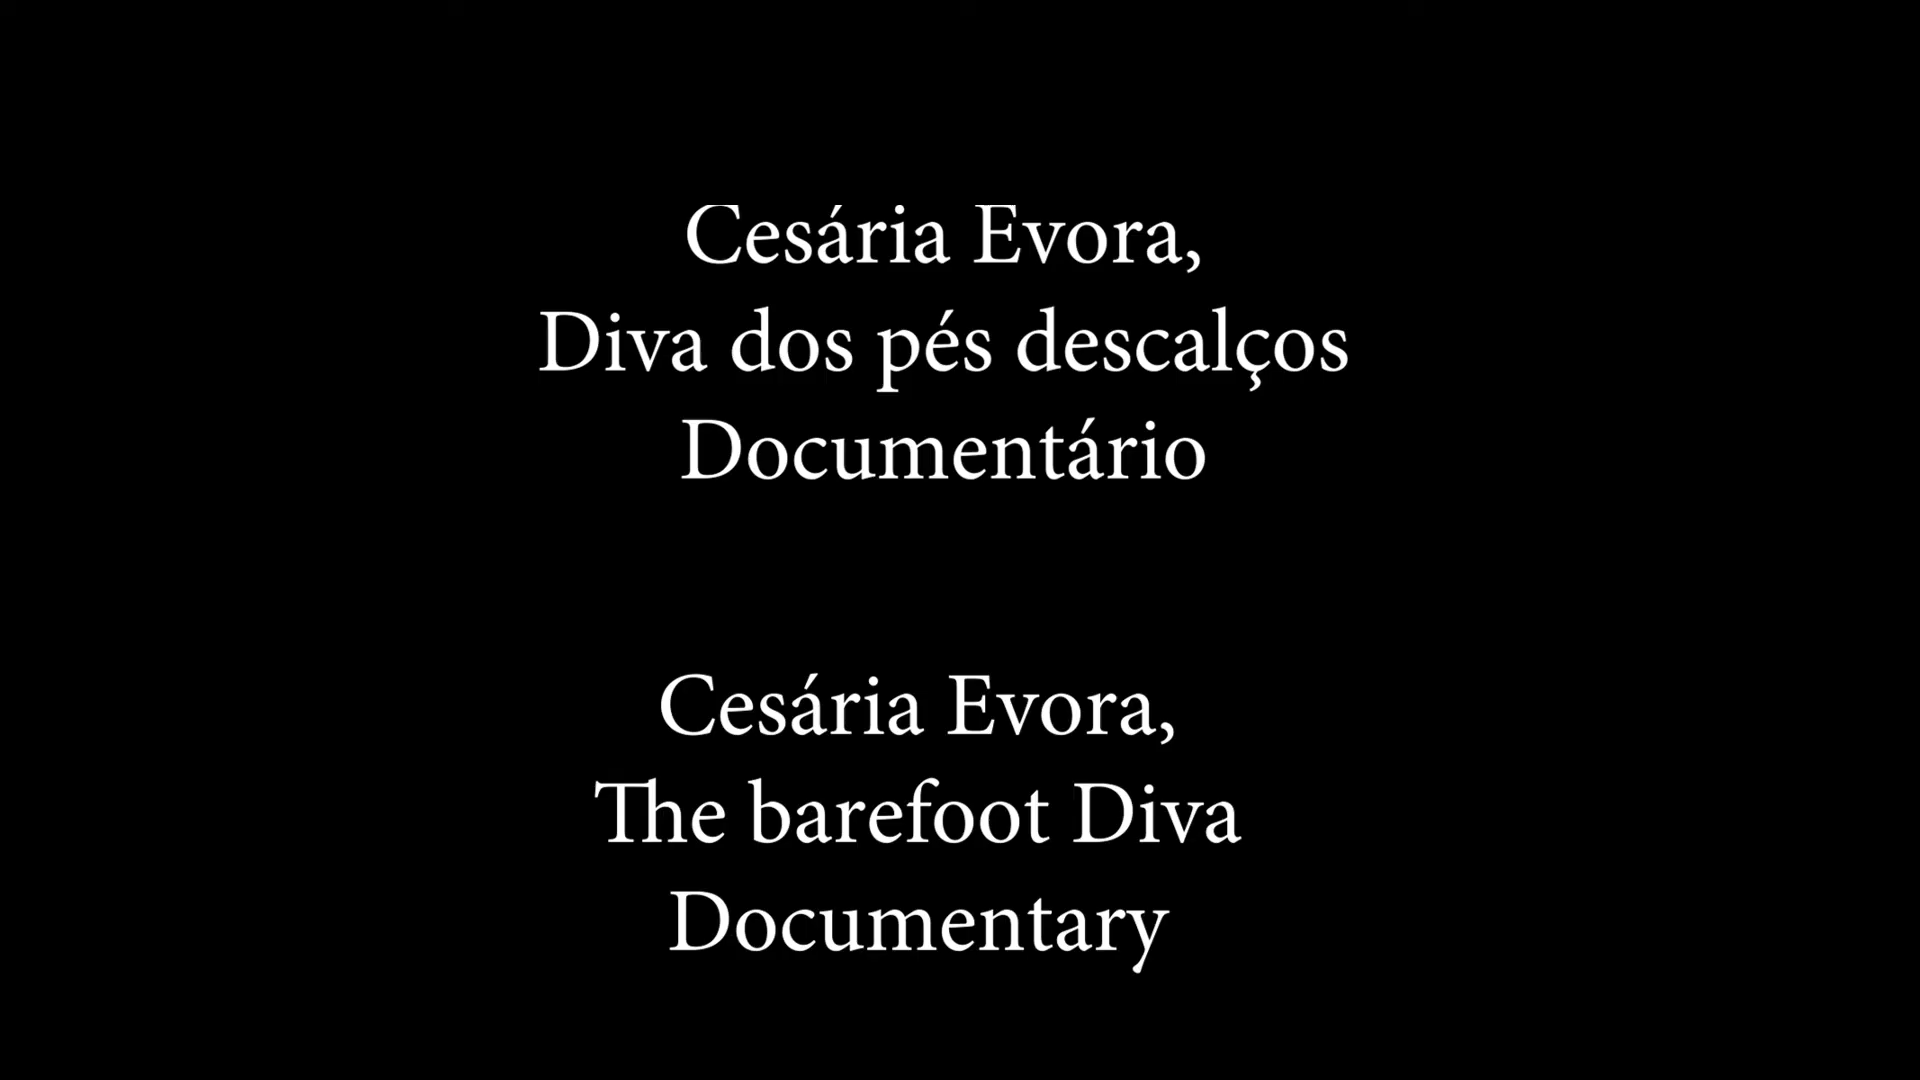 Cesária Evora,
Diva dos pés descalços
Documentário
Cesária Evora,
The barefoot Diva
Documentary